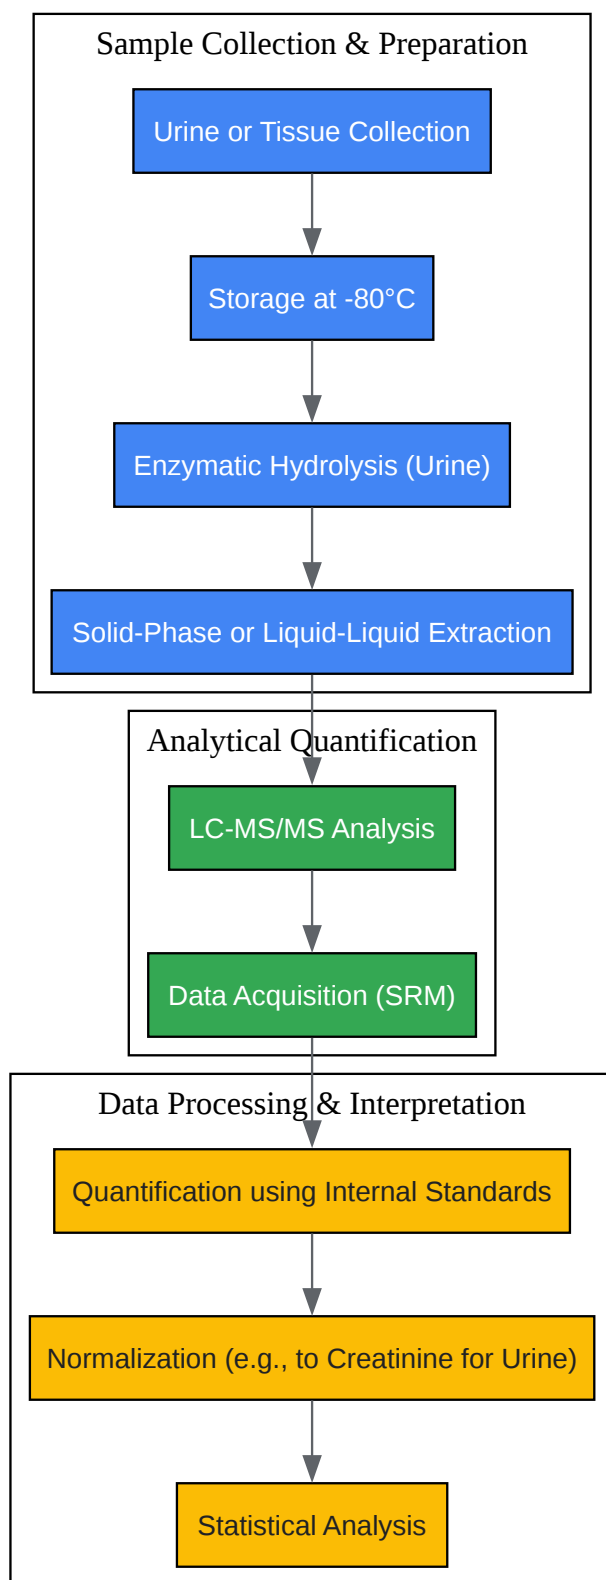 Sample Collection & Preparation
Urine or Tissue Collection
Storage at -80°C
Enzymatic Hydrolysis (Urine)
Solid-Phase or Liquid-Liquid Extraction
Analytical Quantification
LC-MS/MS Analysis
Data Acquisition (SRM)
Data Processing & Interpretation
Quantification using Internal Standards
Normalization (e.g., to Creatinine for Urine)
Statistical Analysis